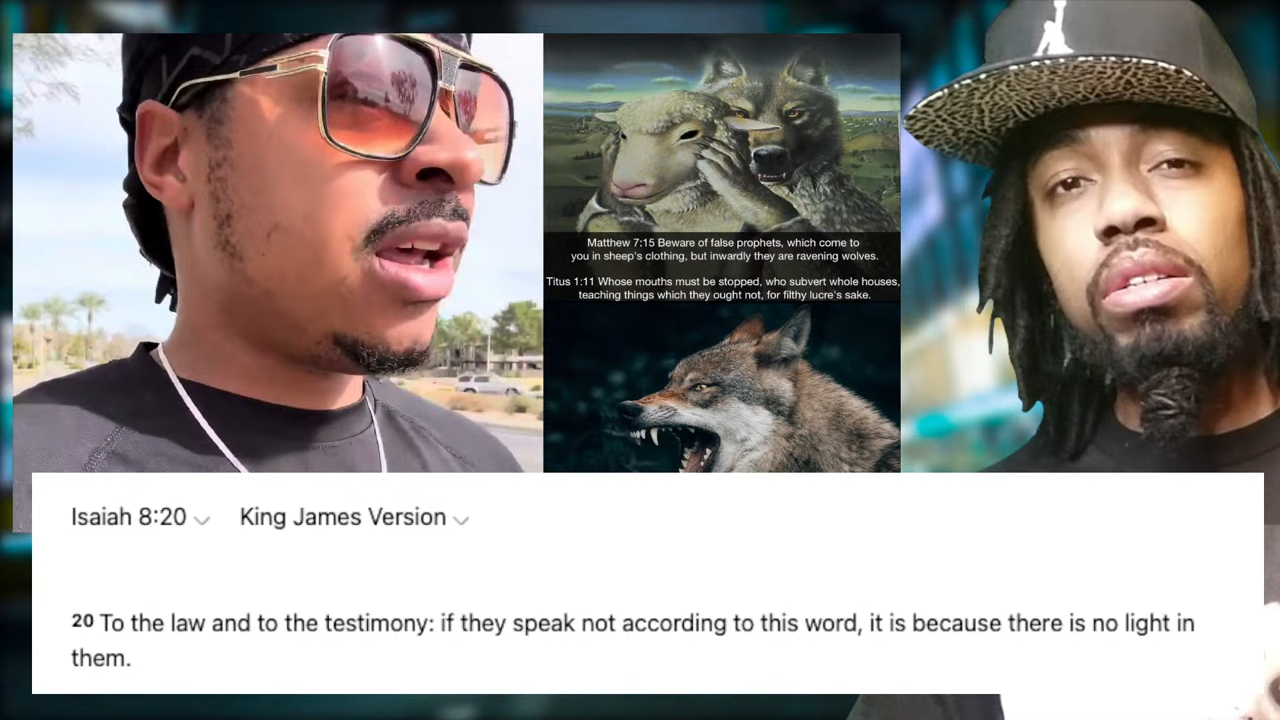 Matthew 7:15 Beware of false prophets, which come to
you in sheep's clothing, but inwardly they are ravening wolves.
Titus 1:11 Whose mouths must be stopped, who subvert whole houses,
teaching things which they ought not, for filthy lucre's sake.
Isaiah 8:20 King James Version
20 To the law and to the testimony: if they speak not according to this word, it is because there is no light in
them.